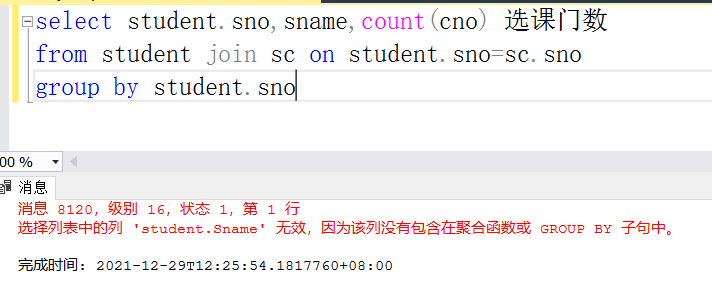 select student.sno,sname,count(cno) 选课门数
from student join sc on student.sno=sc.sno
group by student.sno
00 %
消息
消息 8120，级别 16，状态 1，第 1 行
选择列表中的列 'student.Sname' 无效，因为该列没有包含在聚合函数或 GROUP BY 子句中。
完成时间: 2021-12-29T12:25:54.1817760+08:00